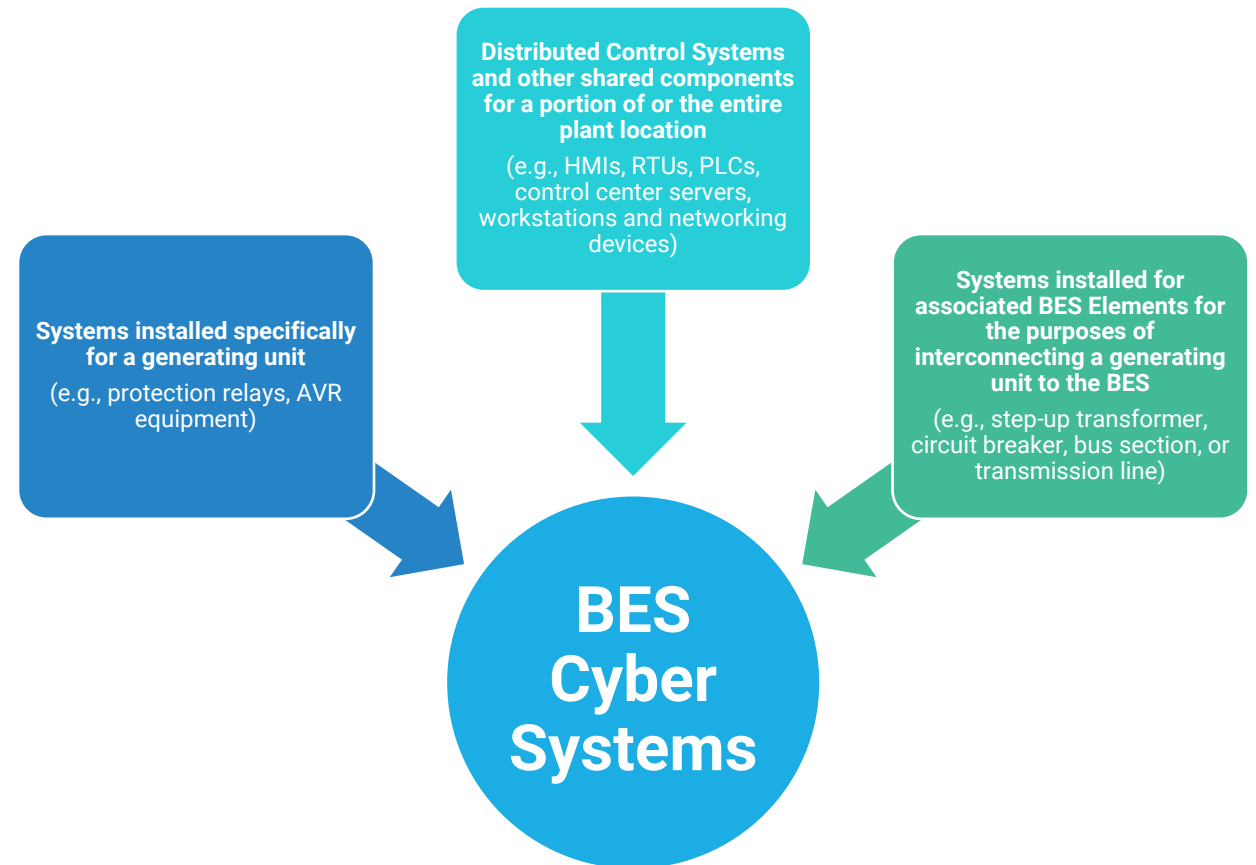 Distributed Control Systems
and other shared components
for a portion of or the entire
plant location
(e.g., HMIs, RTUs, PLCs,
control center servers,
workstations and networking
devices)
Systems installed specifically
for a generating unit
(e.g., protection relays, AVR
equipment)
Systems installed for
associated BES Elements for
the purposes of
interconnecting a generating
unit to the BES
(e.g., step-up transformer,
circuit breaker, bus section, or
transmission line)
BES
Cyber
Systems